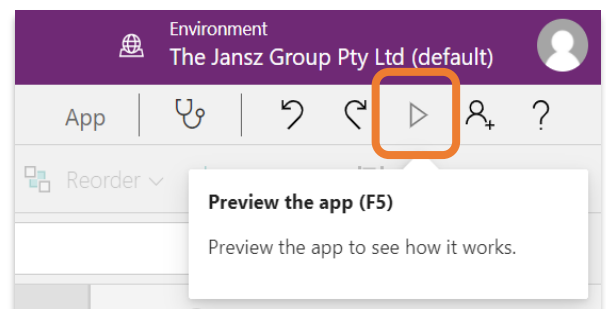 Environment
The Jansz Group Pty Ltd (default)
App
?
Reorder
Preview the app (F5)
Preview the app to see how it works.